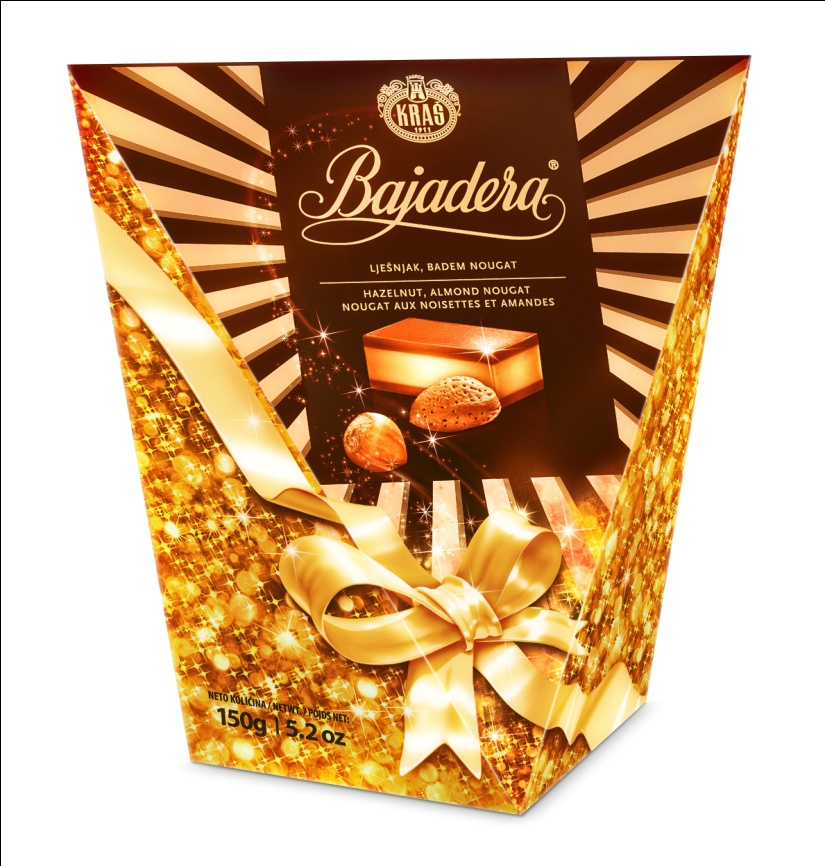 ZAGREB
KRAŠ
1911
Bajadera®
LJEŠNJAK, BADEM NOUGAT
HAZELNUT, ALMOND NOUGAT
NOUGAT AUX NOISETTES ET AMANDES
NETO KOLIČINA / NETWT. / POIDS NET:
150g | 5.2 oz